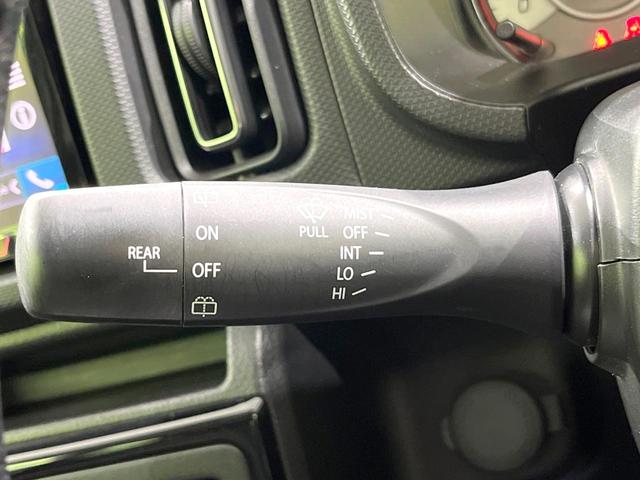 REAR
ON
OFF
PULL
MIST
OFF
INT
LO
HI